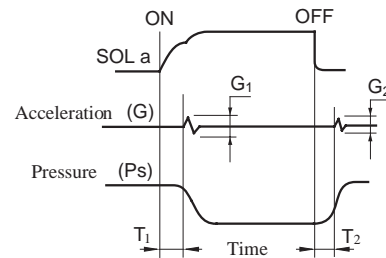 ON
OFF
SOL a
G1
G2
Acceleration (G)
Pressure (Ps)
T1
Time
T2